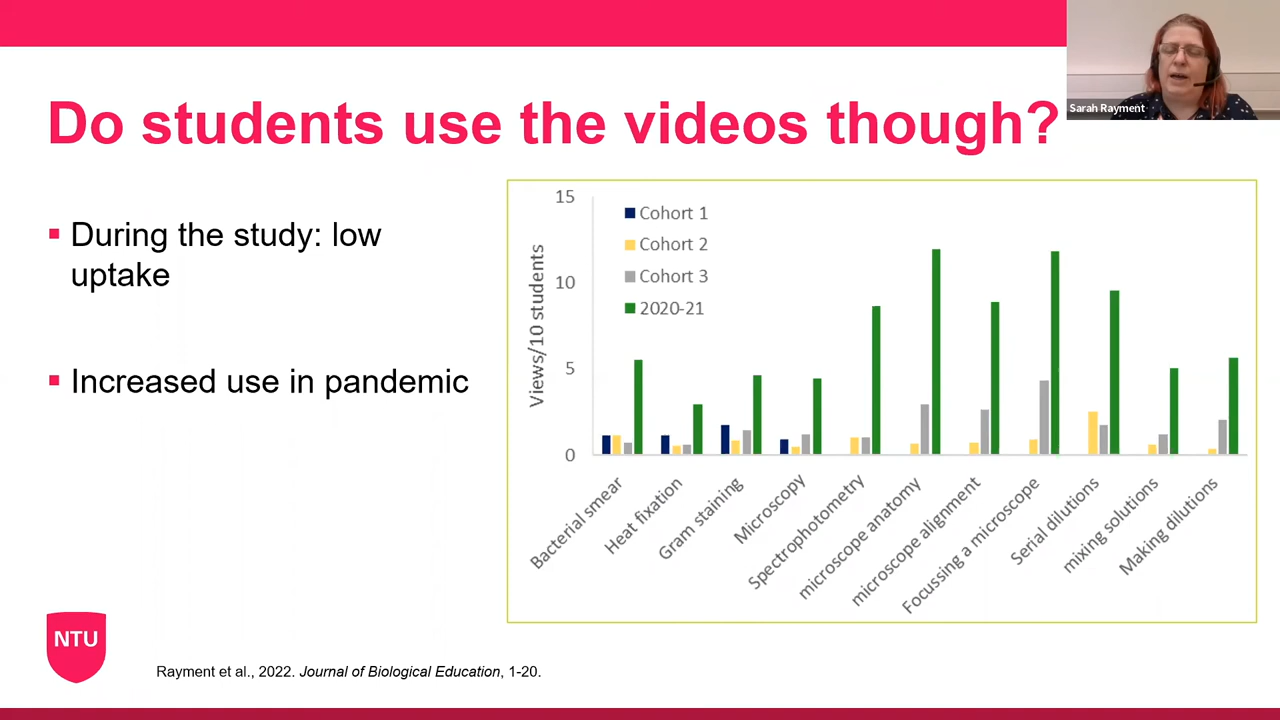 Sarah Rayment
Do students use the videos though?
During the study: low
uptake
Increased use in pandemic
15
10
5
0
Views/10 students
Cohort 1
Cohort 2
Cohort 3
2020-21
Bacterial smear
Heat fixation
Gram staining
Microscopy
Spectrophotometry
microscope anatomy
microscope alignment
Focussing a microscope
Serial dilutions
mixing solutions
Making dilutions
NTU
Rayment et al., 2022. Journal of Biological Education, 1-20.